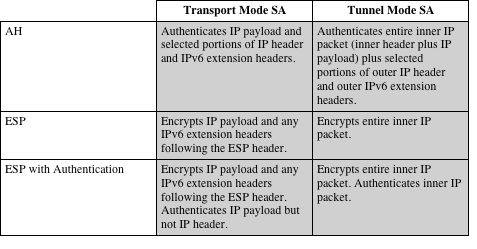 Transport Mode SA
Tunnel Mode SA
AH
Authenticates IP payload and
selected portions of IP header
and IPv6 extension headers.
Authenticates entire inner IP
packet (inner header plus IP
payload) plus selected
portions of outer IP header
and outer IPv6 extension
headers.
ESP
Encrypts IP payload and any
IPv6 extension headers
following the ESP header.
Encrypts entire inner IP
packet.
ESP with Authentication
Encrypts IP payload and any
IPv6 extension headers
following the ESP header.
Authenticates IP payload but
not IP header.
Encrypts entire inner IP
packet. Authenticates inner IP
packet.